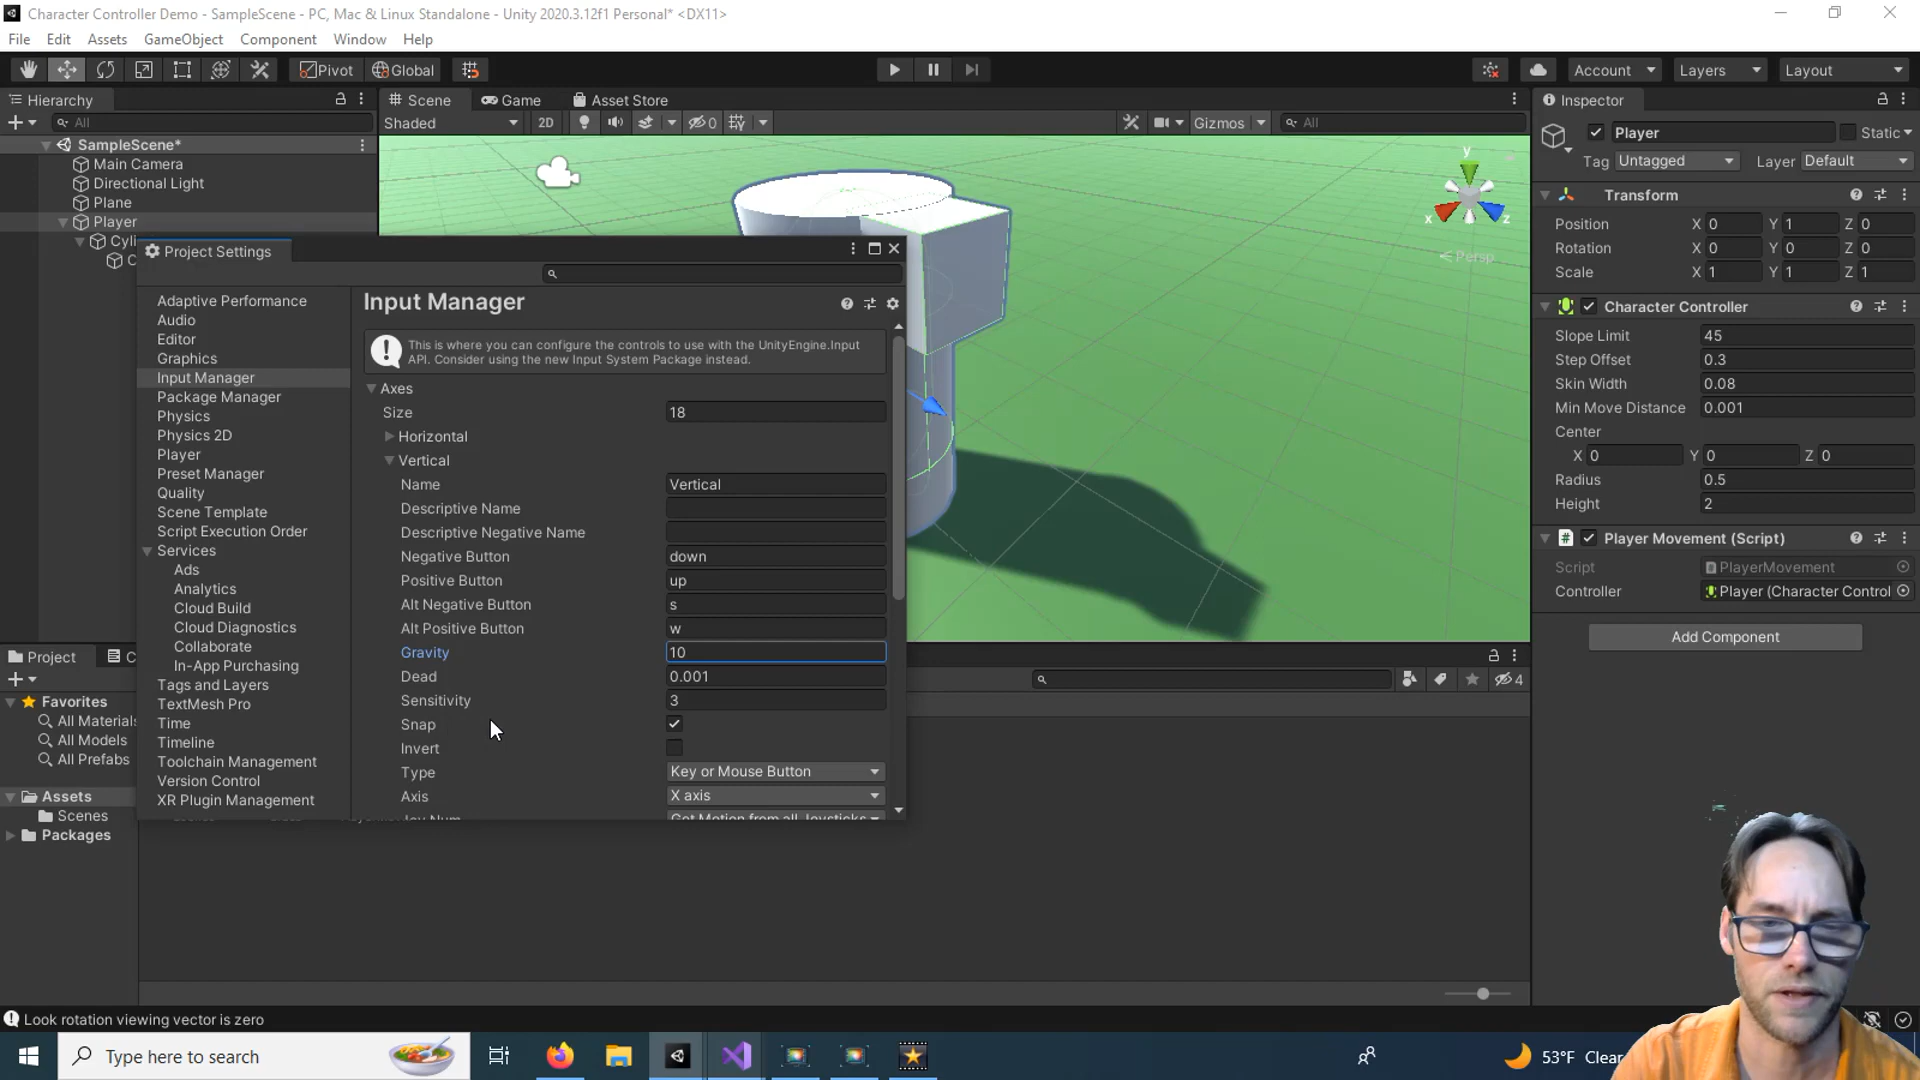 Character Controller Demo - SampleScene - PC, Mac & Linux Standalone - Unity 2020.3.12f1 Personal* <DX11>
File Edit Assets GameObject Component Window Help
Pivot Global Account Layers Layout
Hierarchy
All
SampleScene*
Main Camera
Directional Light
Plane
Player
Cyli
C
Scene Game Asset Store
Shaded 2D 0 Gizmos All
y
x z
Persp
Project Settings
Adaptive Performance
Audio
Editor
Graphics
Input Manager
Package Manager
Physics
Physics 2D
Player
Preset Manager
Quality
Scene Template
Script Execution Order
Services
Ads
Analytics
Cloud Build
Cloud Diagnostics
Collaborate
In-App Purchasing
Tags and Layers
TextMesh Pro
Time
Timeline
Toolchain Management
Version Control
XR Plugin Management
Input Manager
This is where you can configure the controls to use with the UnityEngine.Input
API. Consider using the new Input System Package instead.
Axes
Size 18
Horizontal
Vertical
Name Vertical
Descriptive Name
Descriptive Negative Name
Negative Button down
Positive Button up
Alt Negative Button s
Alt Positive Button w
Gravity 10
Dead 0.001
Sensitivity 3
Snap
Invert
Type Key or Mouse Button
Axis X axis
Joy Num Get Motion from all Joysticks
Inspector
Player Static
Tag Untagged Layer Default
Transform
Position X 0 Y 1 Z 0
Rotation X 0 Y 0 Z 0
Scale X 1 Y 1 Z 1
Character Controller
Slope Limit 45
Step Offset 0.3
Skin Width 0.08
Min Move Distance 0.001
Center
X 0 Y 0 Z 0
Radius 0.5
Height 2
Player Movement (Script)
Script PlayerMovement
Controller Player (Character Control
Add Component
Project C
4
Favorites
All Materials
All Models
All Prefabs
Assets
Scenes
Packages
Look rotation viewing vector is zero
Type here to search
53°F Clear